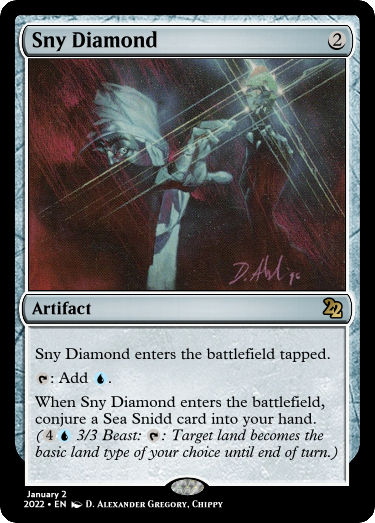 Sny Diamond 2
Artifact 22
Sny Diamond enters the battlefield tapped.
: Add .
When Sny Diamond enters the battlefield,
conjure a Sea Snidd card into your hand.
(4 3/3 Beast: : Target land becomes the
basic land type of your choice until end of turn.)
January 2
2022 • EN D. Alexander Gregory, Chippy